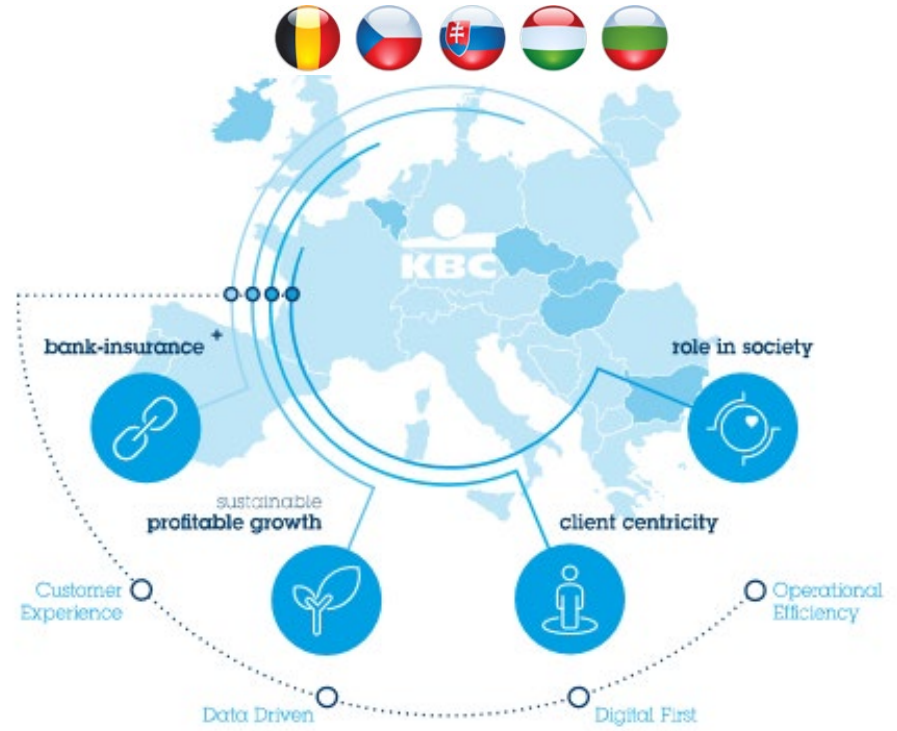 KBC
bank-insurance +
role in society
sustainable
profitable growth
client centricity
Customer
Experience
Operational
Efficiency
Data Driven
Digital First